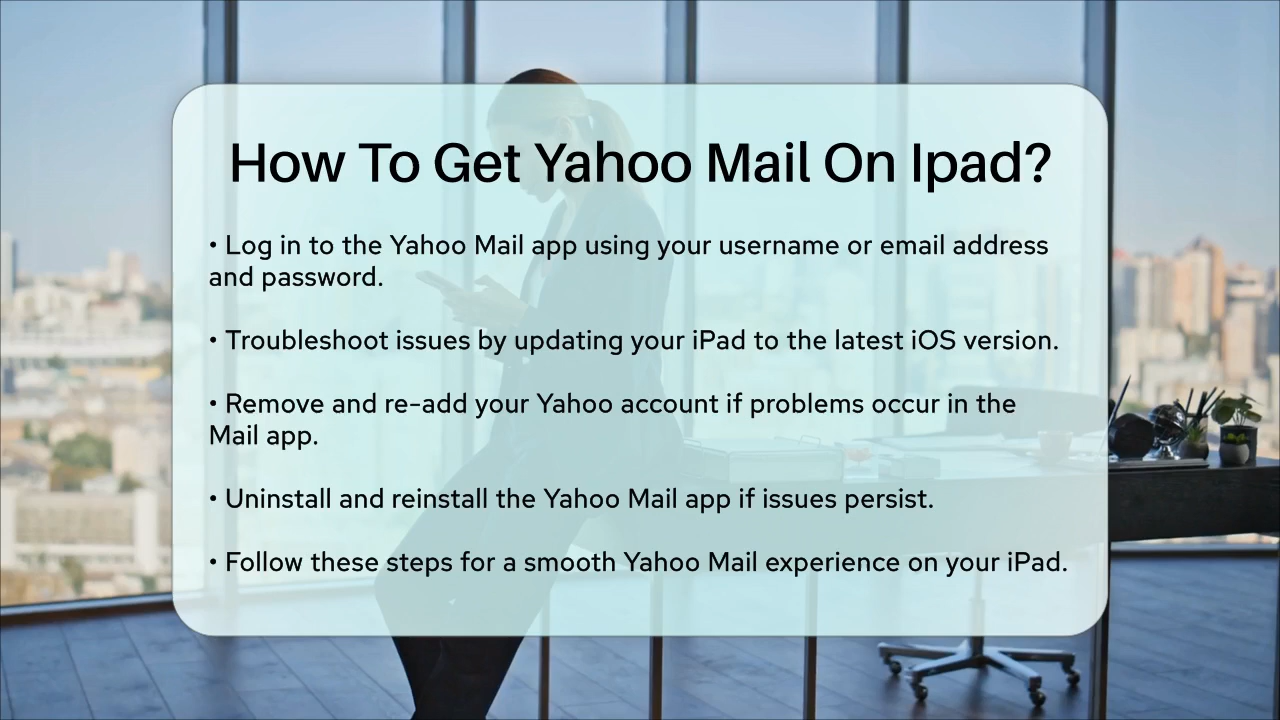 How To Get Yahoo Mail On Ipad?
• Log in to the Yahoo Mail app using your username or email address
and password.
• Troubleshoot issues by updating your iPad to the latest iOS version.
• Remove and re-add your Yahoo account if problems occur in the
Mail app.
• Uninstall and reinstall the Yahoo Mail app if issues persist.
• Follow these steps for a smooth Yahoo Mail experience on your iPad.